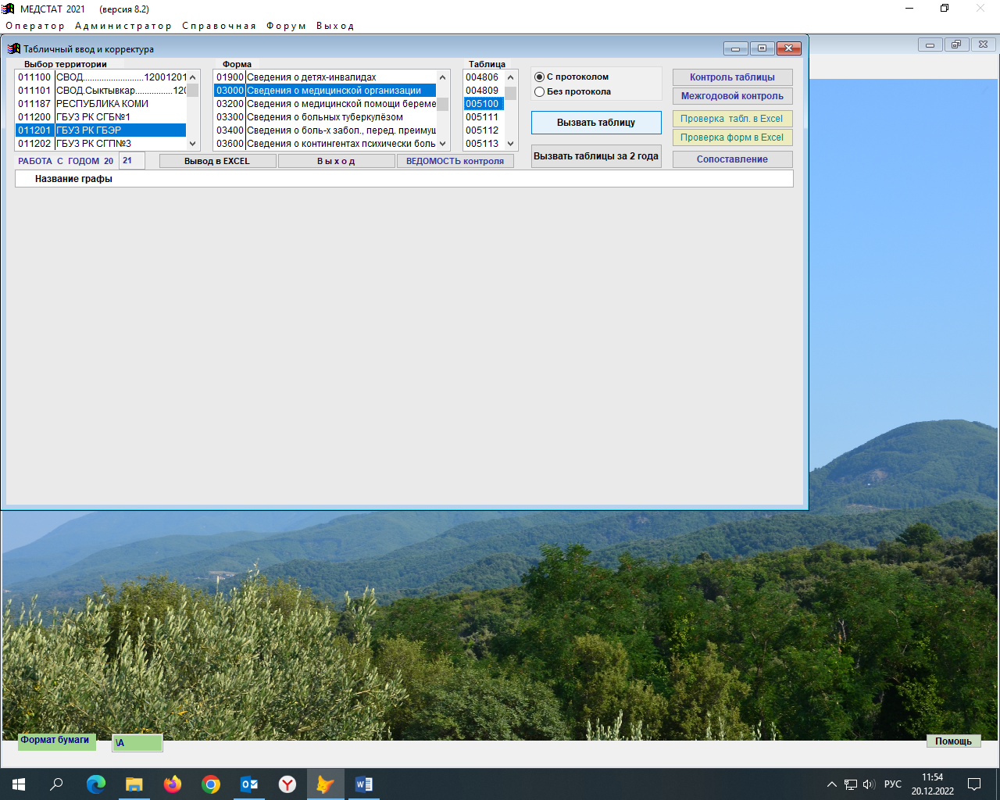 МЕДСТАТ 2021 (версия 8.2)
Оператор Администратор Справочная Форум Выход
Табличный ввод и корректура
Выбор территории Форма Таблица
011100 СВОД..........................12001201
011101 СВОД.Сыктывкар................120
011187 РЕСПУБЛИКА КОМИ
011200 ГБУЗ РК СГБ№1
011201 ГБУЗ РК ГБЭР
011202 ГБУЗ РК СГП№3
01900 Сведения о детях-инвалидах
03000 Сведения о медицинской организации
03200 Сведения о медицинской помощи береме
03300 Сведения о больных туберкулёзом
03400 Сведения о боль-х забол., перед. преимущ
03600 Сведения о контингентах психически боль
004806
004809
005100
005111
005112
005113
С протоколом
Без протокола
Вызвать таблицу
Вызвать таблицы за 2 года
Контроль таблицы
Межгодовой контроль
Проверка табл. в Excel
Проверка форм в Excel
Сопоставление
РАБОТА С ГОДОМ 20 21
Вывод в EXCEL
Выход
ВЕДОМОСТЬ контроля
Название графы
Формат бумаги \А
Помощь
РУС
11:54
20.12.2022